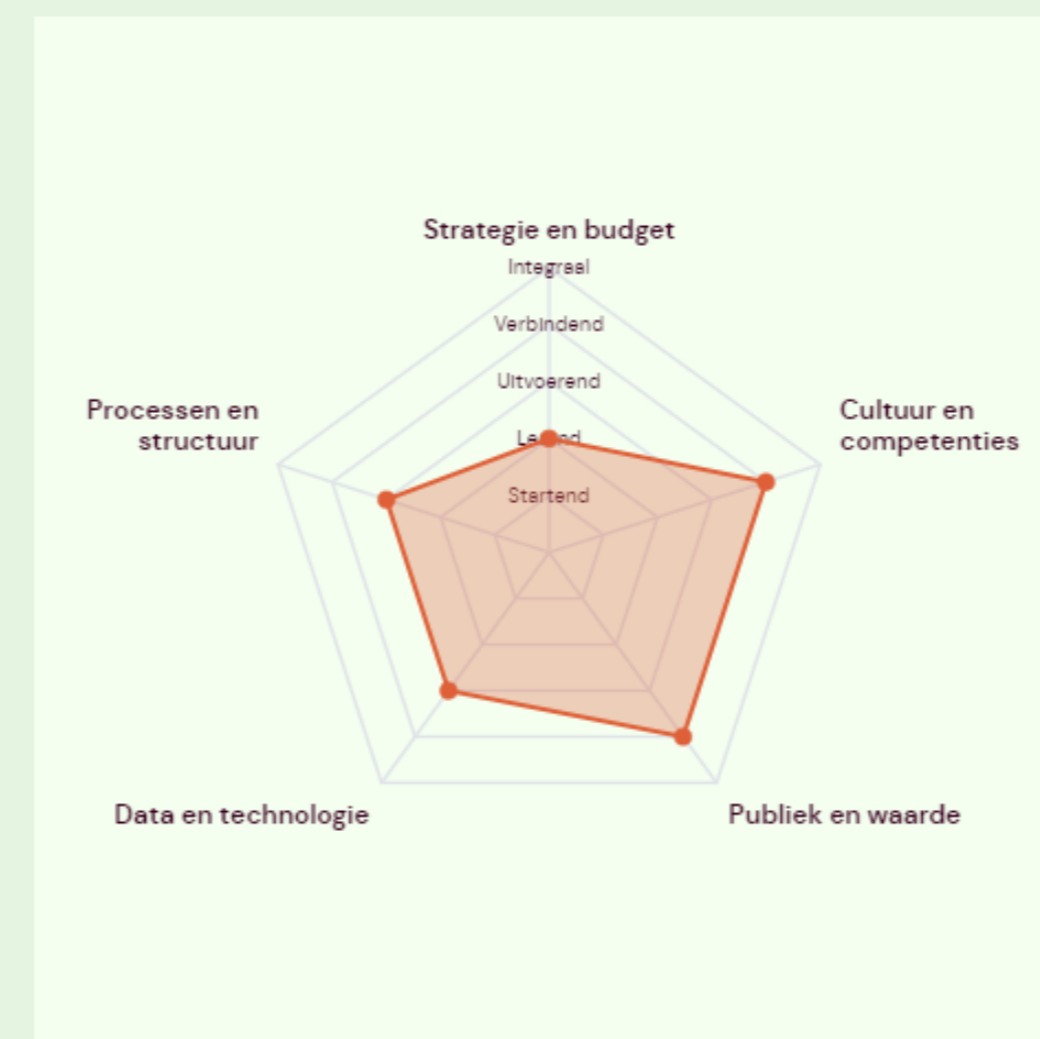 Strategie en budget
Integraal
Verbindend
Uitvoerend
Startend
Processen en
structuur
Cultuur en
competenties
Data en technologie
Publiek en waarde